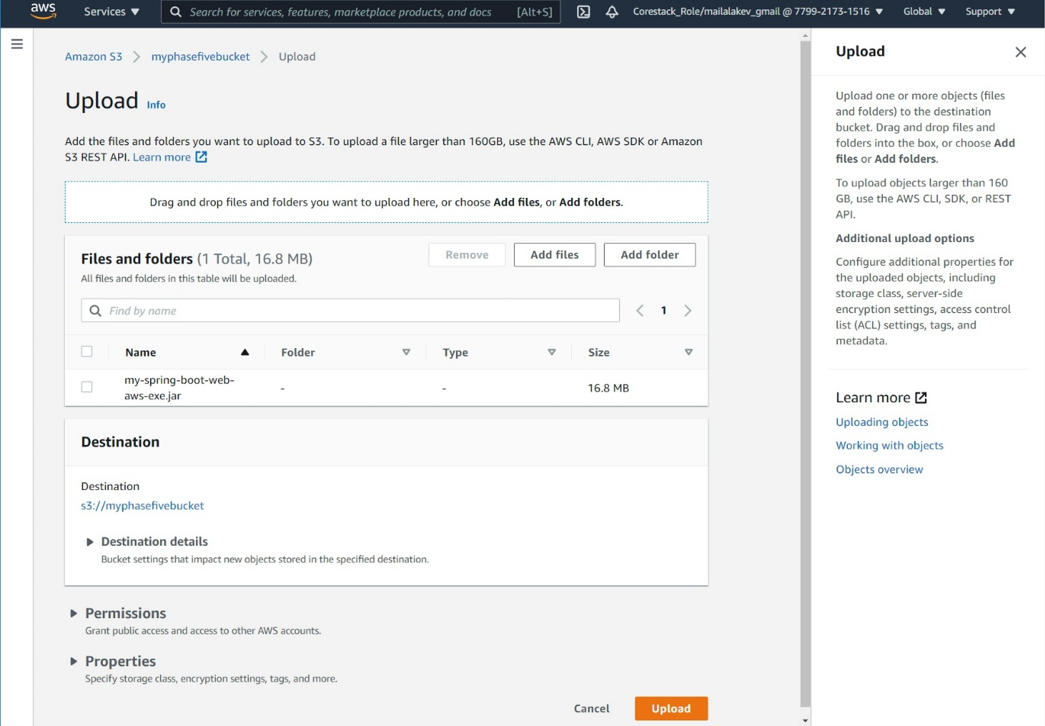 aws
Services ▼
Search for services, features, marketplace products, and docs [Alt+S]
Corestack_Role/mailalakev_gmail @ 7799-2173-1516 ▼
Global ▼
Support ▼
Amazon S3 > myphasefivebucket > Upload
Upload Info
Add the files and folders you want to upload to S3. To upload a file larger than 160GB, use the AWS CLI, AWS SDK or Amazon
S3 REST API. Learn more
Drag and drop files and folders you want to upload here, or choose Add files, or Add folders.
Files and folders (1 Total, 16.8 MB)
All files and folders in this table will be uploaded.
Remove
Add files
Add folder
Find by name
1
Name
Folder
Type
Size
my-spring-boot-web-
aws-exe.jar
-
-
16.8 MB
Destination
Destination
s3://myphasefivebucket
Destination details
Bucket settings that impact new objects stored in the specified destination.
Permissions
Grant public access and access to other AWS accounts.
Properties
Specify storage class, encryption settings, tags, and more.
Cancel
Upload
Upload
Upload one or more objects (files
and folders) to the destination
bucket. Drag and drop files and
folders into the box, or choose Add
files or Add folders.
To upload objects larger than 160
GB, use the AWS CLI, SDK, or REST
API.
Additional upload options
Configure additional properties for
the uploaded objects, including
storage class, server-side
encryption settings, access control
list (ACL) settings, tags, and
metadata.
Learn more
Uploading objects
Working with objects
Objects overview